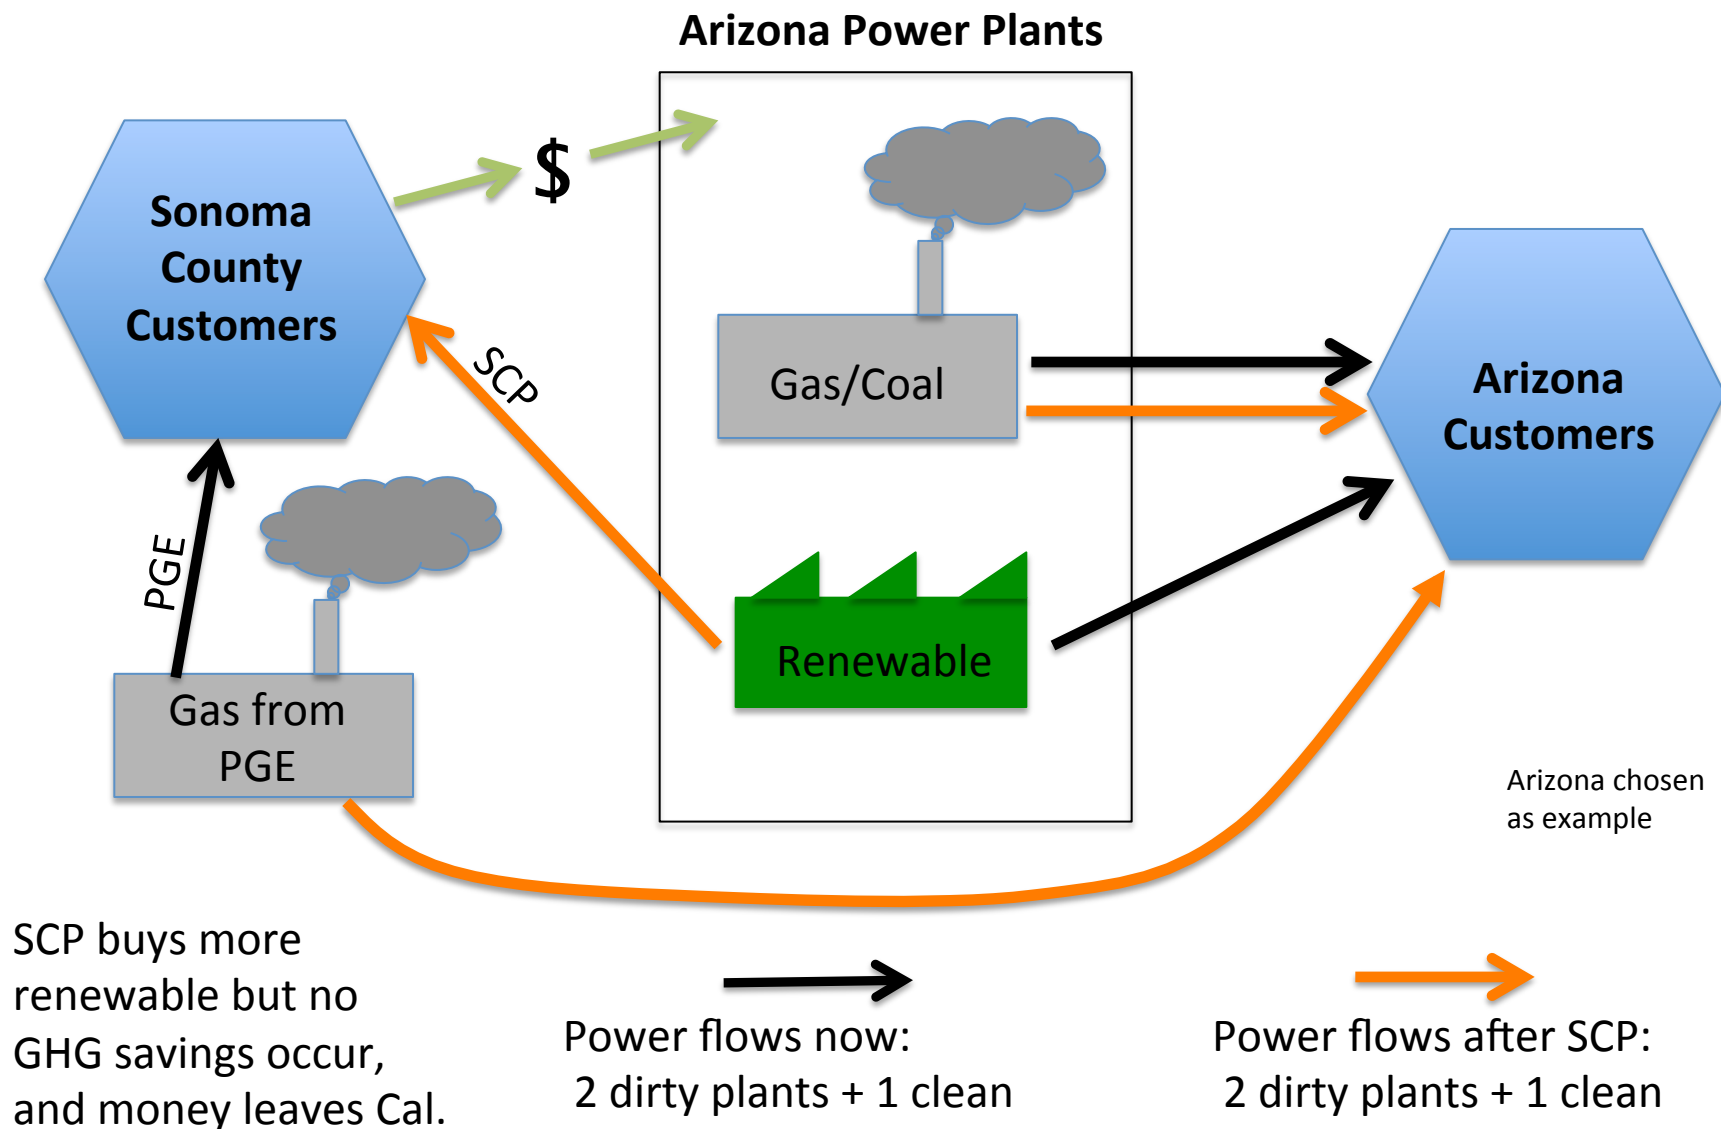 Arizona Power Plants
$
Sonoma
County
Customers
SCP
Gas/Coal
Arizona
Customers
PGE
Renewable
Gas from
PGE
Arizona chosen
as example
SCP buys more
renewable but no
GHG savings occur,
and money leaves Cal.
Power flows now:
2 dirty plants + 1 clean
Power flows after SCP:
2 dirty plants + 1 clean